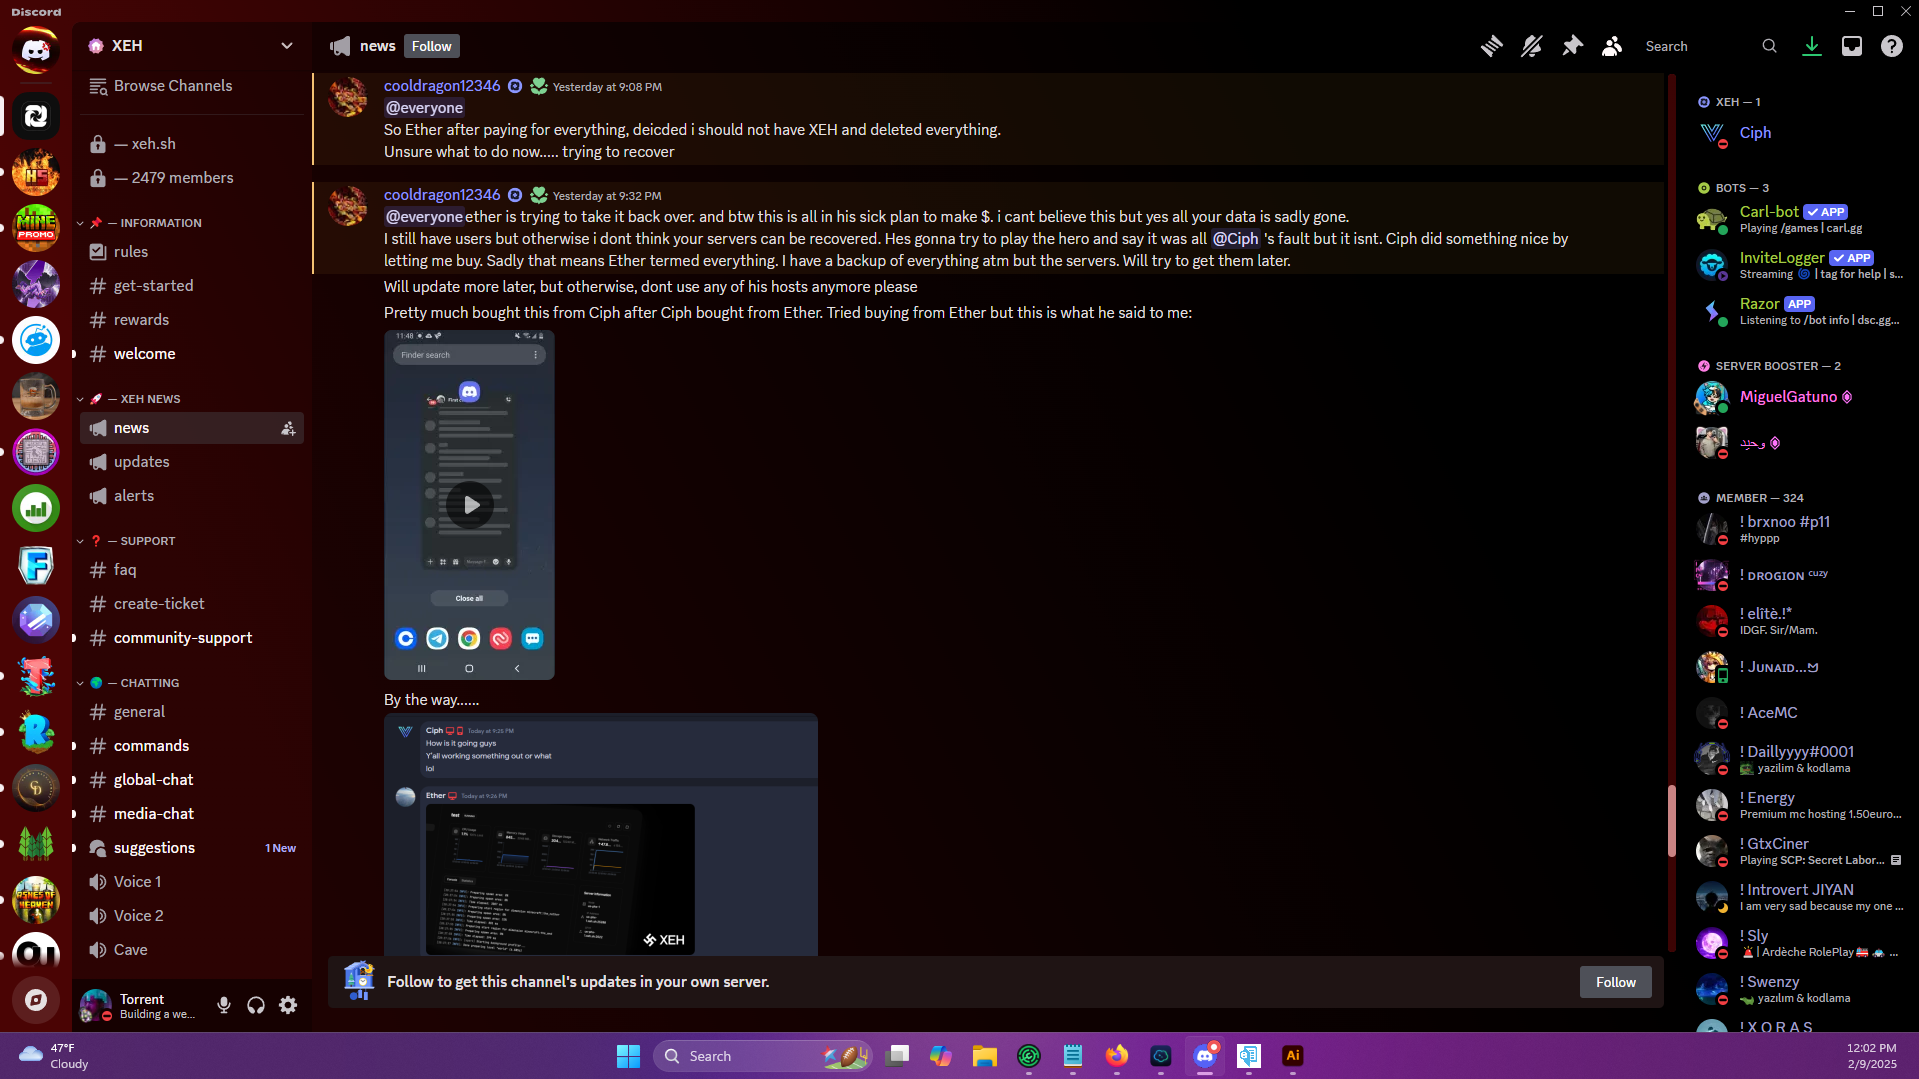 Discord
XEH
Browse Channels
— xeh.sh
— 2479 members
— INFORMATION
rules
get-started
rewards
welcome
— XEH NEWS
news
updates
alerts
— SUPPORT
faq
create-ticket
community-support
— CHATTING
general
commands
global-chat
media-chat
suggestions
1 New
Voice 1
Voice 2
Cave
Torrent
Building a we...
news
Follow
Search
cooldragon12346 Yesterday at 9:08 PM
@everyone
So Ether after paying for everything, deicded i should not have XEH and deleted everything.
Unsure what to do now..... trying to recover
cooldragon12346 Yesterday at 9:32 PM
@everyone ether is trying to take it back over. and btw this is all in his sick plan to make $. i cant believe this but yes all your data is sadly gone.
I still have users but otherwise i dont think your servers can be recovered. Hes gonna try to play the hero and say it was all @Ciph 's fault but it isnt. Ciph did something nice by
letting me buy. Sadly that means Ether termed everything. I have a backup of everything atm but the servers. Will try to get them later.
Will update more later, but otherwise, dont use any of his hosts anymore please
Pretty much bought this from Ciph after Ciph bought from Ether. Tried buying from Ether but this is what he said to me:
11:48
Finder search
Close all
By the way......
Ciph Today at 9:25 PM
How is it going guys
Y'all working something out or what
lol
Ether Today at 9:26 PM
XEH
Follow to get this channel's updates in your own server.
Follow
XEH — 1
Ciph
BOTS — 3
Carl-bot APP
Playing /games | carl.gg
InviteLogger APP
Streaming | tag for help | s...
Razor APP
Listening to /bot info | dsc.gg...
SERVER BOOSTER — 2
MiguelGatuno
وحيد
MEMBER — 324
! brxnoo #p11
#hyppp
! DROGION cuzy
! elîtè.!*
IDGF. Sir/Mam.
! JUNAID...
! AceMC
! Daillyyyy#0001
yazilim & kodlama
! Energy
Premium mc hosting 1.50euro...
! GtxCiner
Playing SCP: Secret Labor...
! Introvert JIYAN
I am very sad because my one ...
! Sly
| Ardèche RolePlay ...
! Swenzy
yazılım & kodlama
! X O R A S
47°F
Cloudy
Search
12:02 PM
2/9/2025